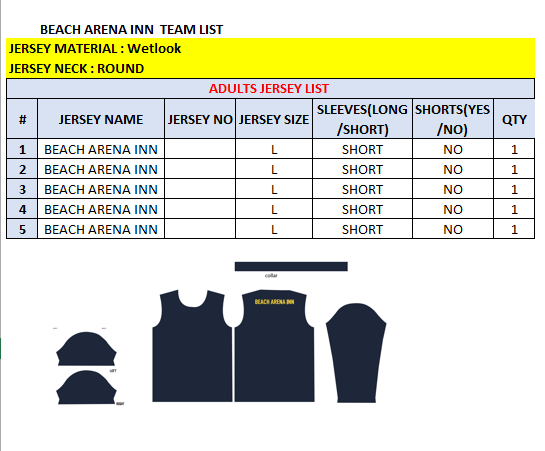 BEACH ARENA INN  TEAM LIST
JERSEY MATERIAL : Wetlook
JERSEY NECK : ROUND
ADULTS JERSEY LIST
# JERSEY NAME JERSEY NO JERSEY SIZE SLEEVES(LONG/SHORT) SHORTS(YES/NO) QTY
1 BEACH ARENA INN L SHORT NO 1
2 BEACH ARENA INN L SHORT NO 1
3 BEACH ARENA INN L SHORT NO 1
4 BEACH ARENA INN L SHORT NO 1
5 BEACH ARENA INN L SHORT NO 1
collar
BEACH ARENA INN
LEFT
RIGHT